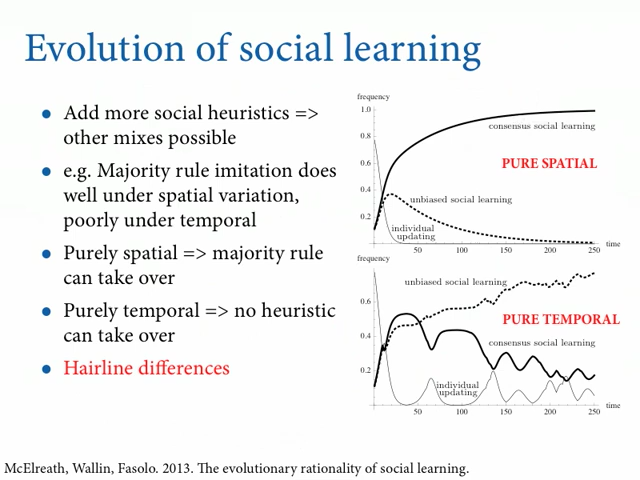 Evolution of social learning
Add more social heuristics =>
other mixes possible
e.g. Majority rule imitation does
well under spatial variation,
poorly under temporal
Purely spatial => majority rule
can take over
Purely temporal => no heuristic
can take over
Hairline differences
frequency
1.0
0.8
0.6
0.4
0.2
consensus social learning
PURE SPATIAL
unbiased social learning
individual
updating
50 100 150 200 250 time
frequency
0.6
0.4
0.2
unbiased social learning
PURE TEMPORAL
consensus social learning
individual
updating
50 100 150 200 250 time
McElreath, Wallin, Fasolo. 2013. The evolutionary rationality of social learning.